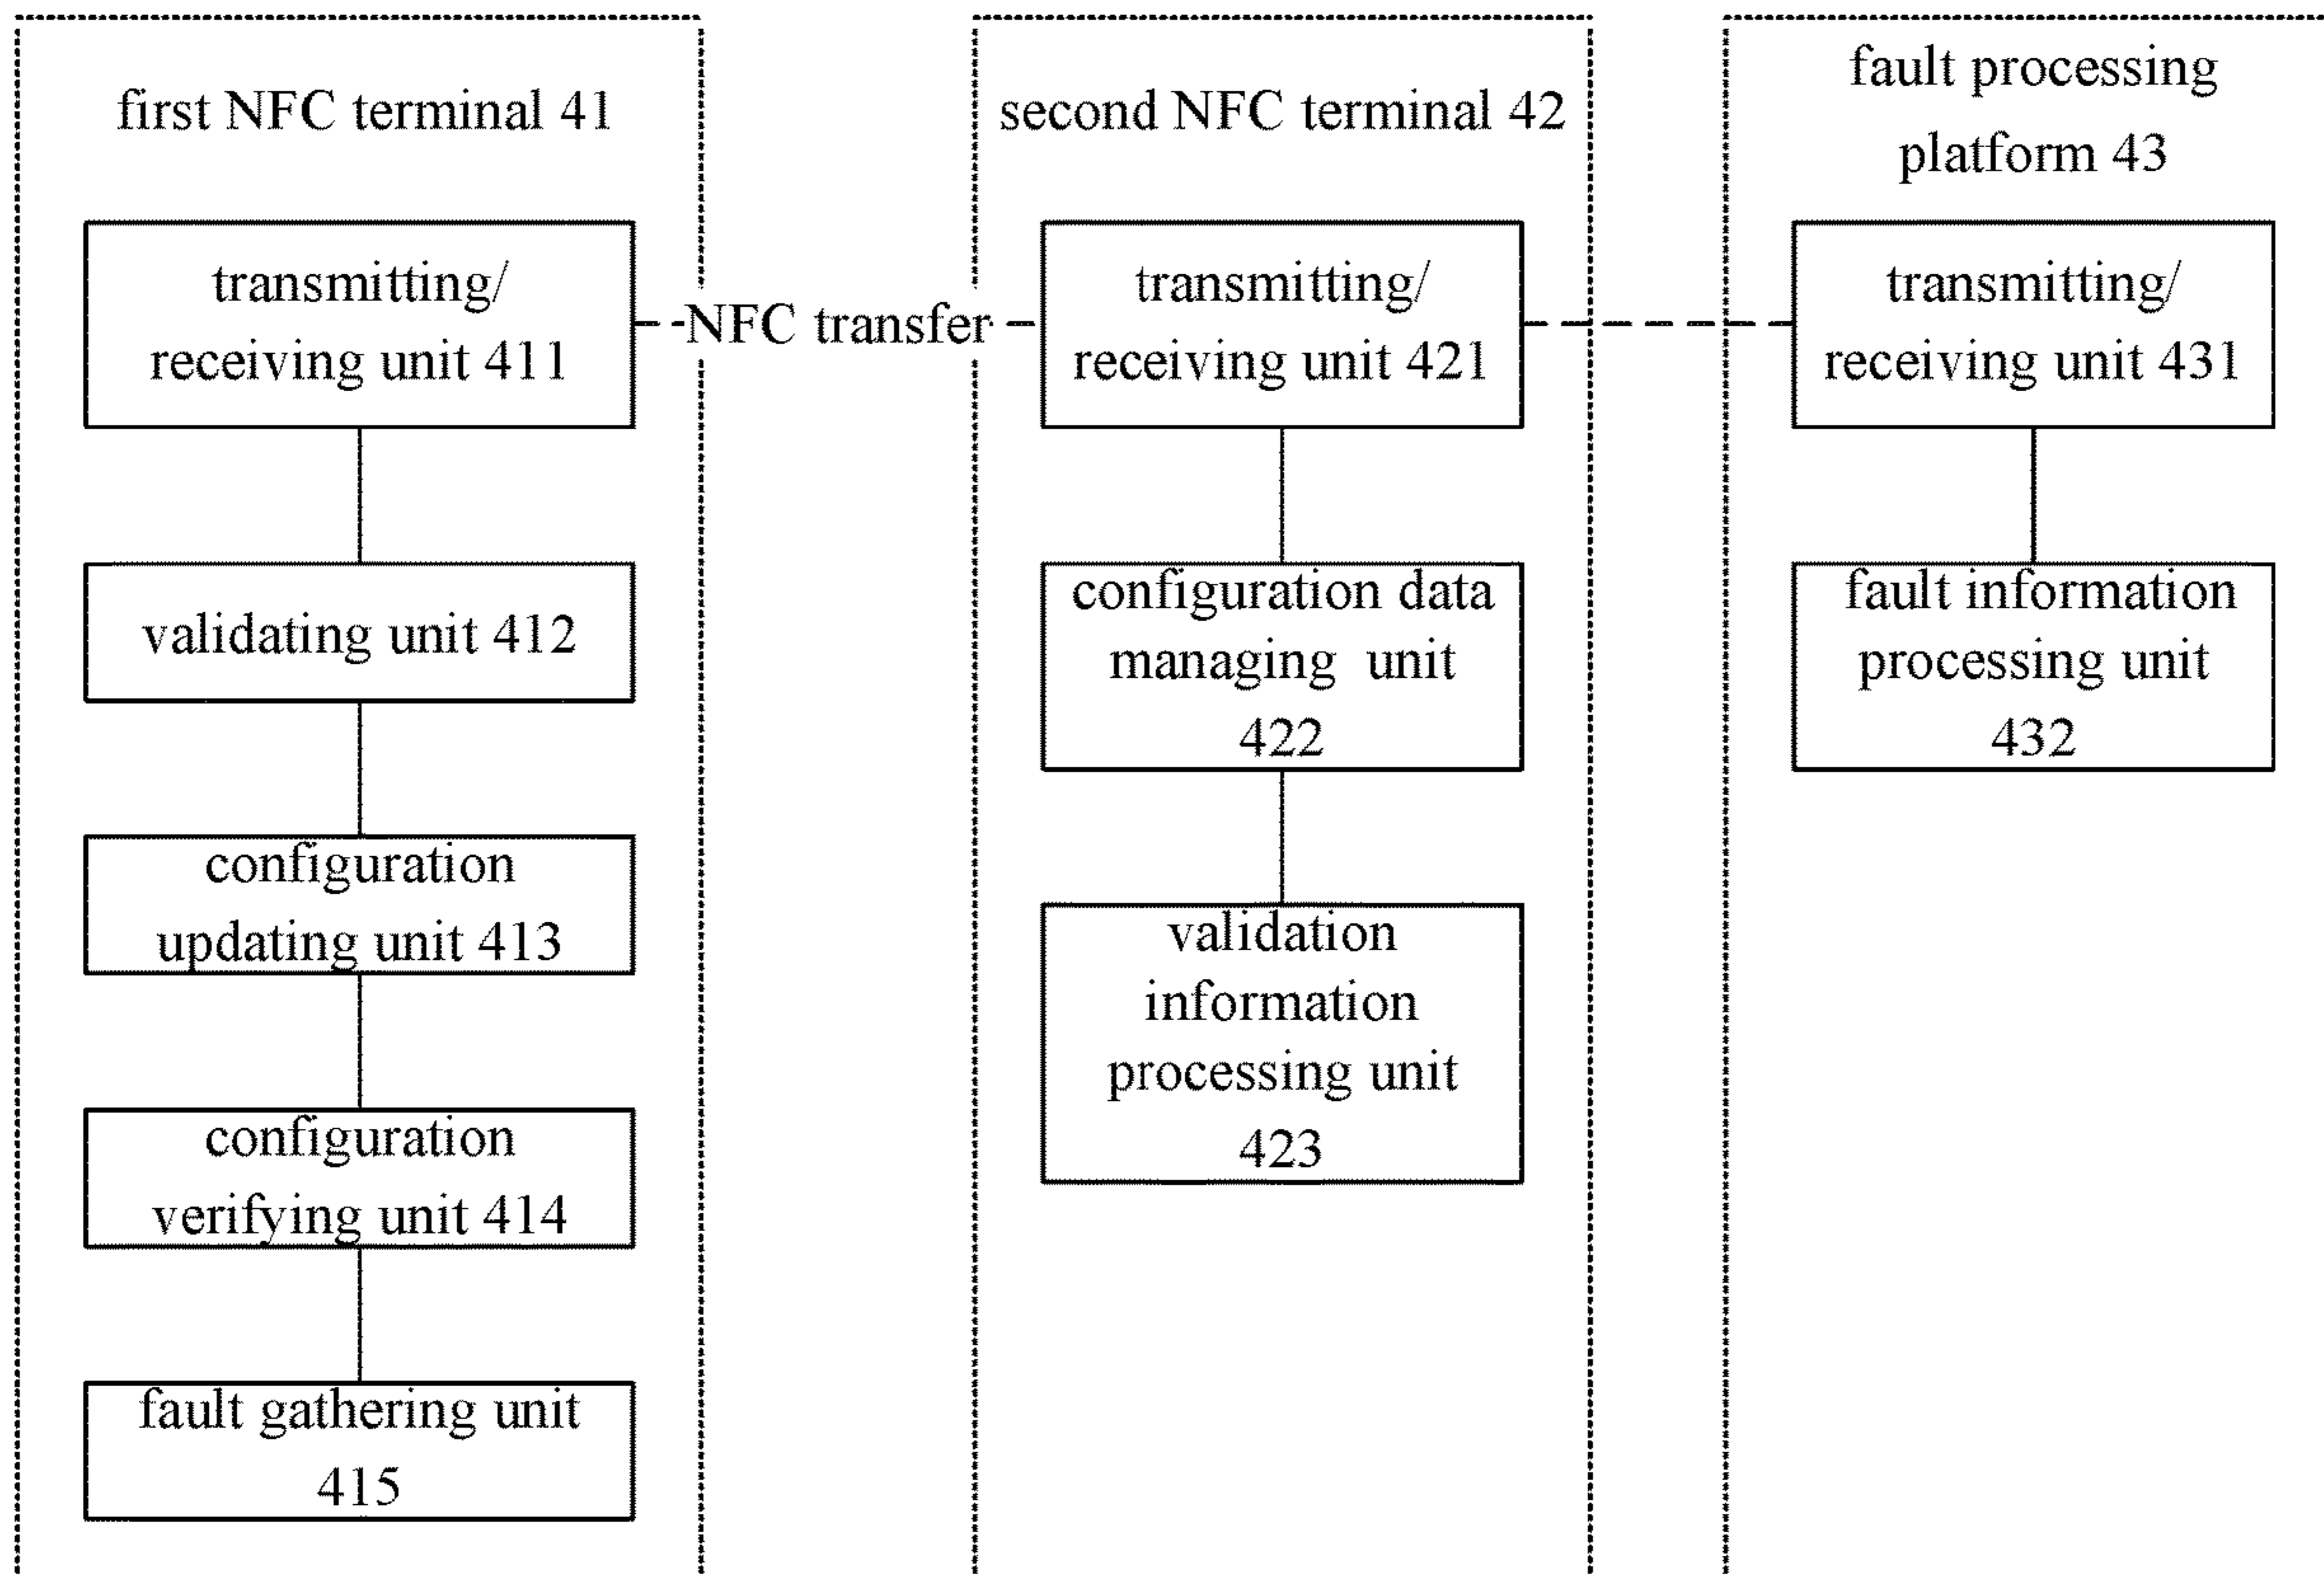 first NFC terminal 41
transmitting/
receiving unit 411
validating unit 412
configuration
updating unit 413
configuration
verifying unit 414
fault gathering unit
415
NFC transfer
second NFC terminal 42
transmitting/
receiving unit 421
configuration data
managing unit
422
validation
information
processing unit
423
fault processing
platform 43
transmitting/
receiving unit 431
fault information
processing unit
432